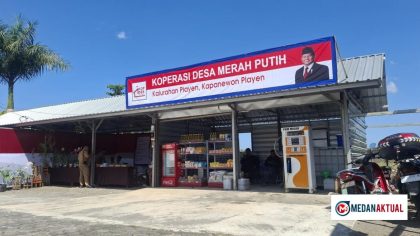 KOPERASI DESA MERAH PUTIH
Kalurahan Playen, Kapanewon Playen
MEDANAKTUAL